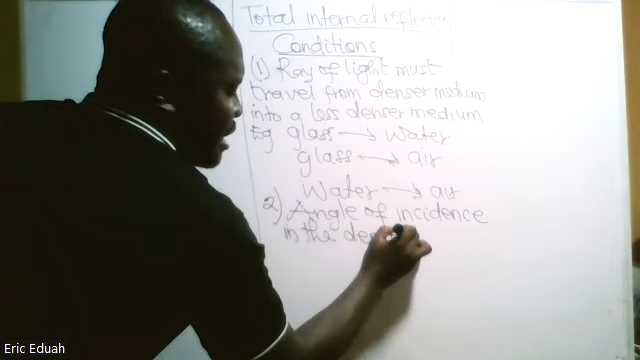 Total internal reflection
Conditions
(1) Ray of light must
travel from denser medium
into a less denser medium
Eg glass → water
glass → air
Water → air
2) Angle of incidence
in the den
Eric Eduah